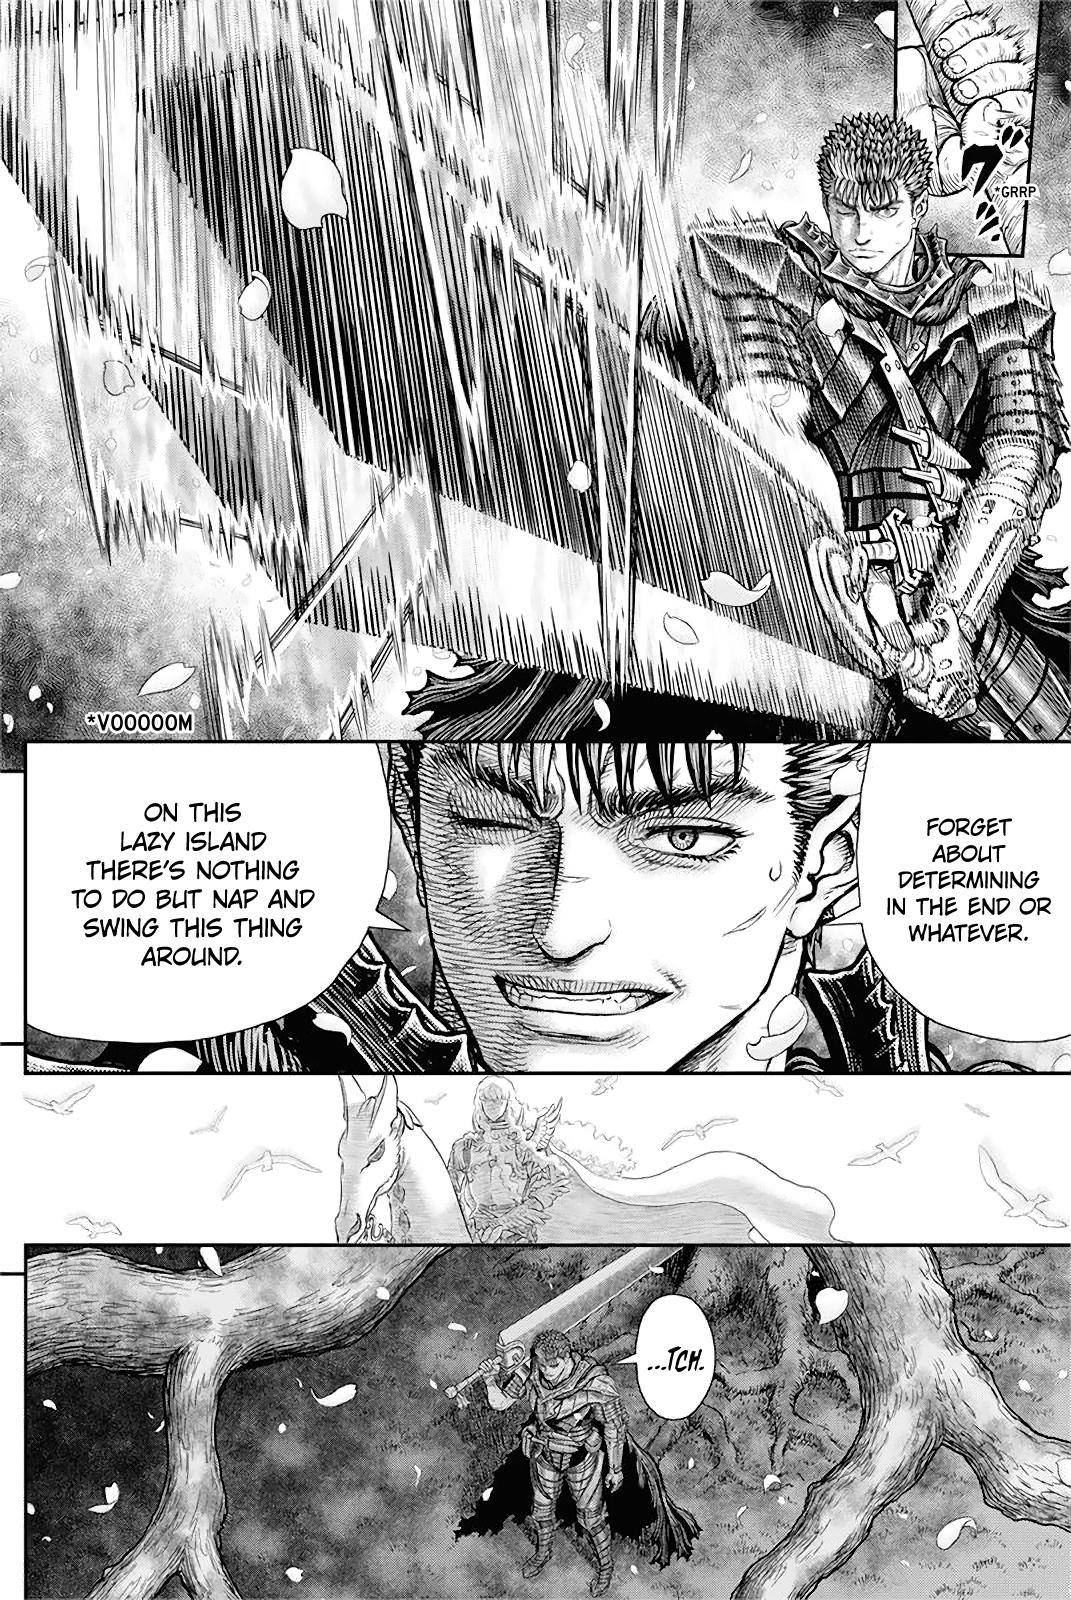 ク
*GRRP
*VOOOOOM
FORGET
ABOUT
DETERMINING
IN THE END OR
WHATEVER.
ON THIS
LAZY ISLAND
THERE'S NOTHING
TO DO BUT NAP AND
SWING THIS THING
AROUND.
...TCH.